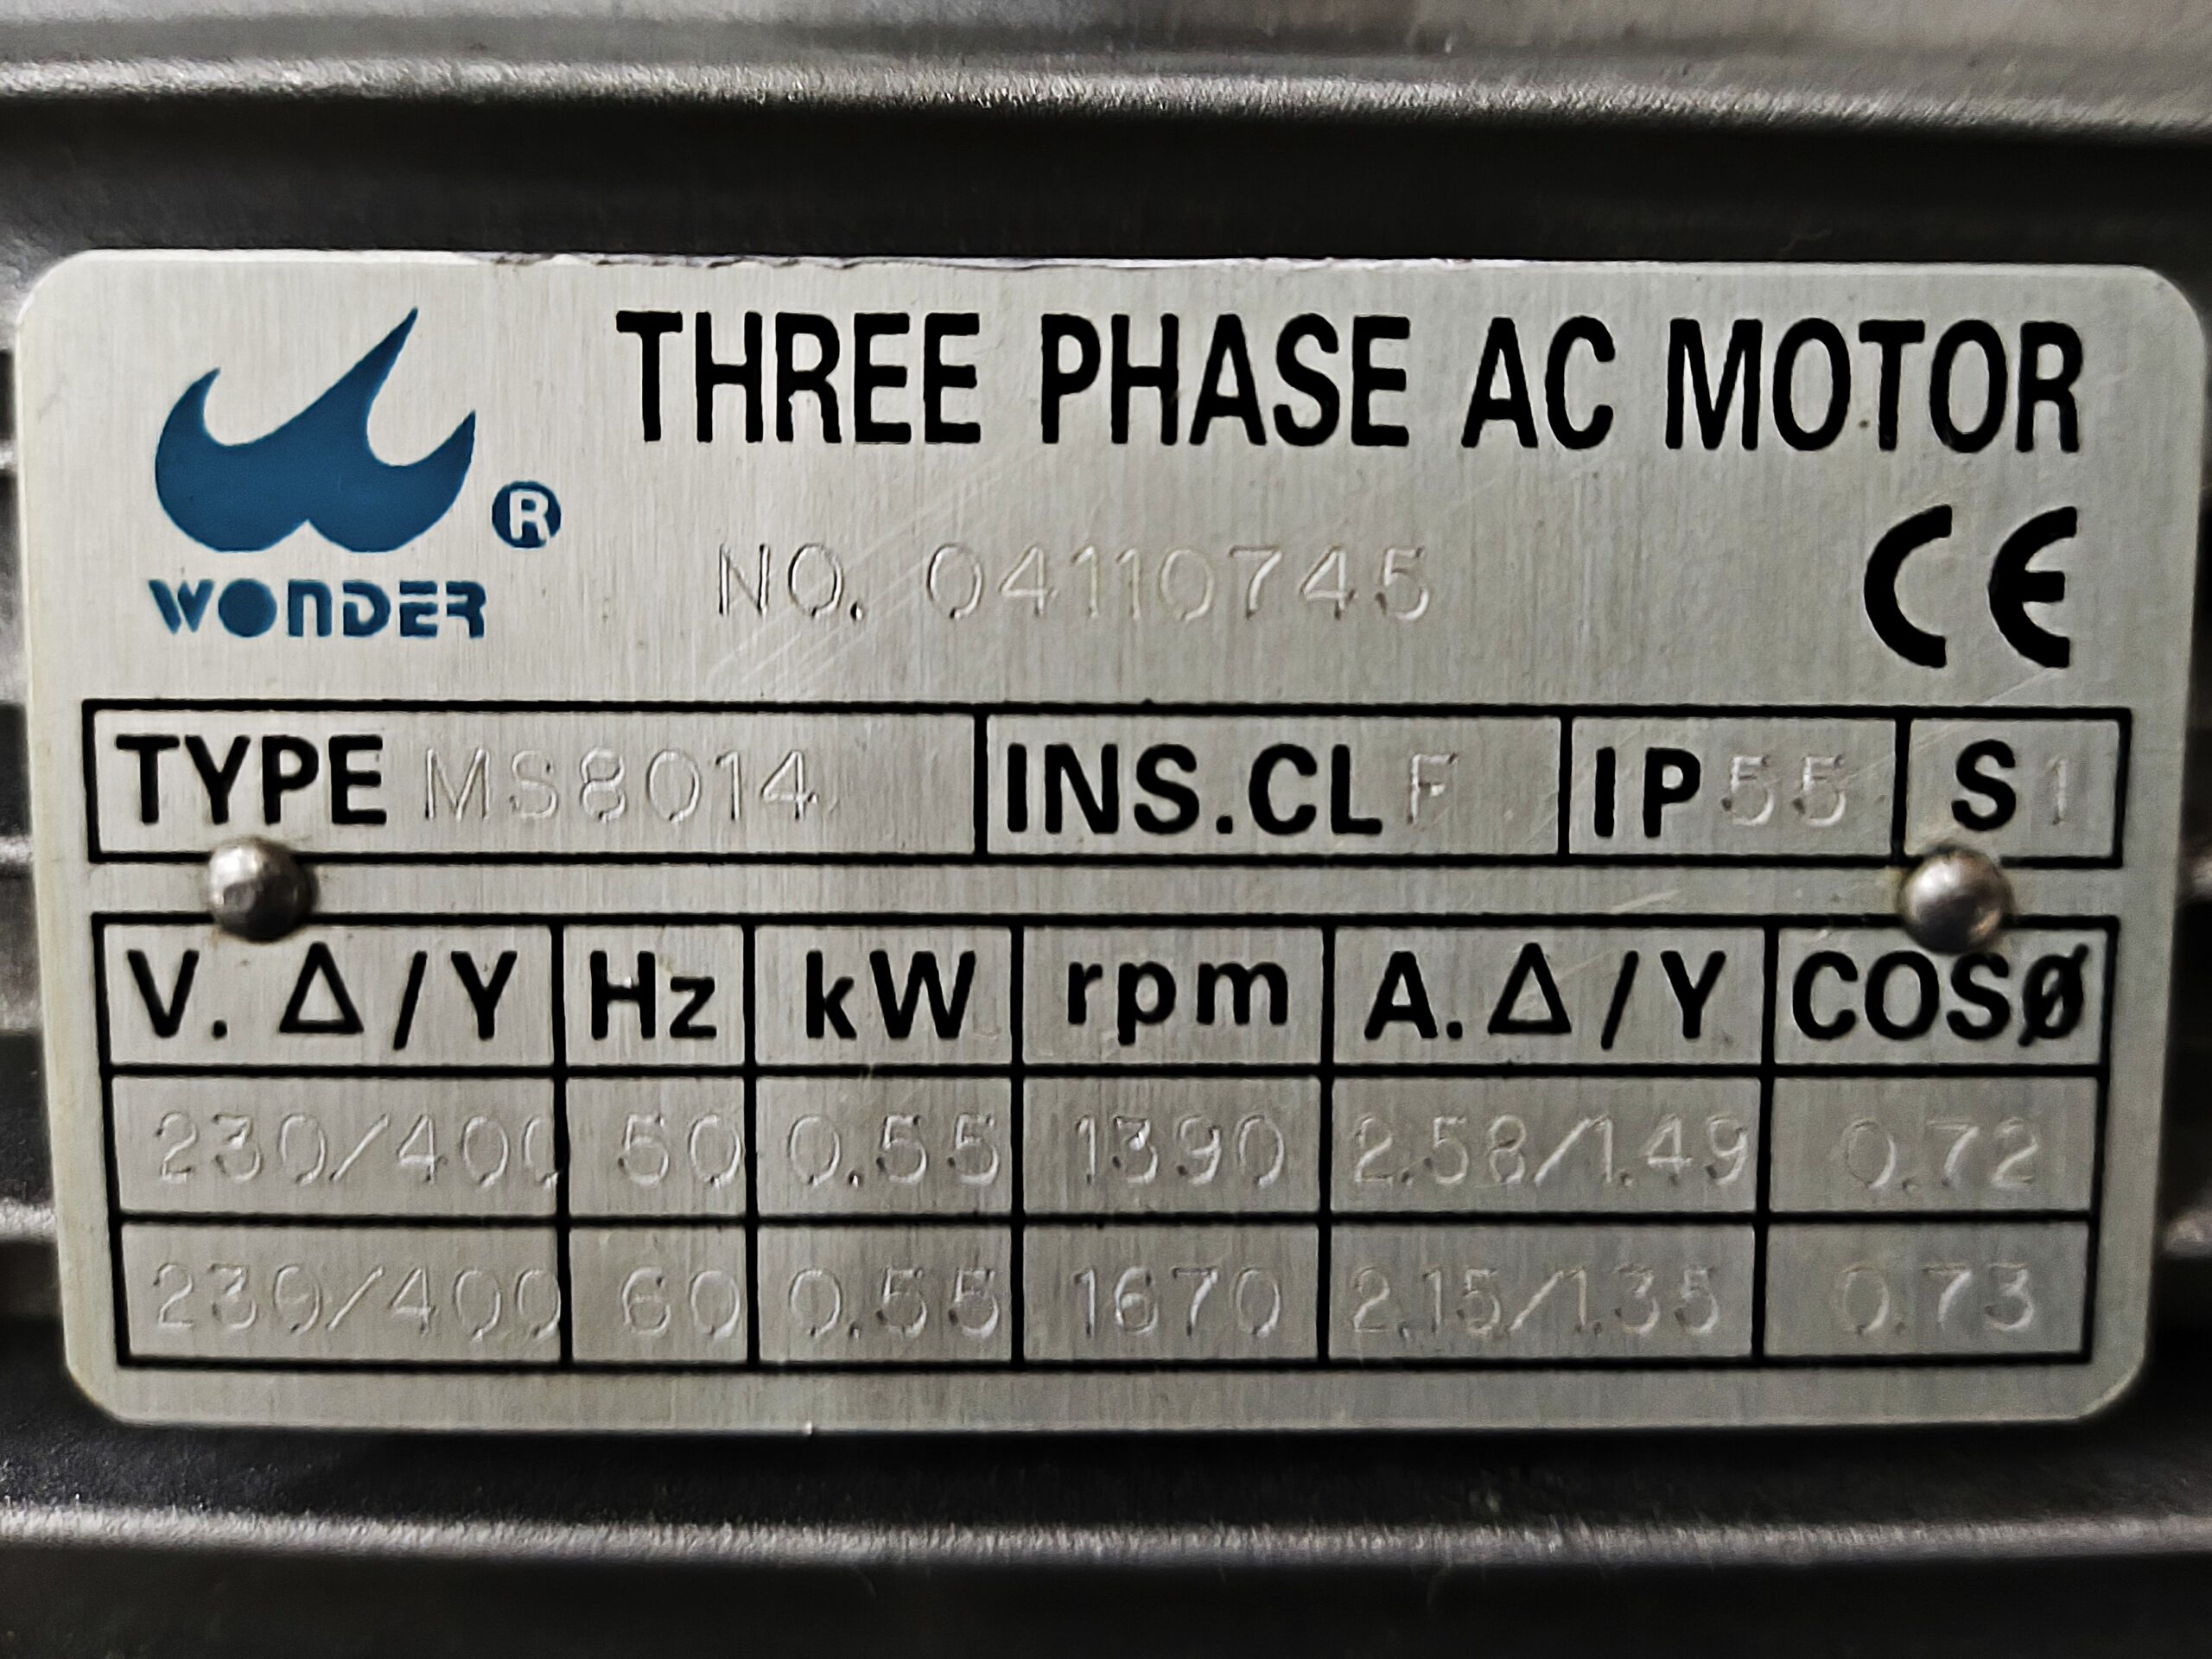 THREE PHASE AC MOTOR
®
WONDER
NO. 04110745
CE
TYPE MS8014 INS.CL F IP 55 S1
V. Δ/Y Hz kW rpm A. Δ/Y COSØ
230/400 50 0.55 1390 2.58/1.49 0.72
230/400 60 0.55 1670 2.15/1.35 0.73